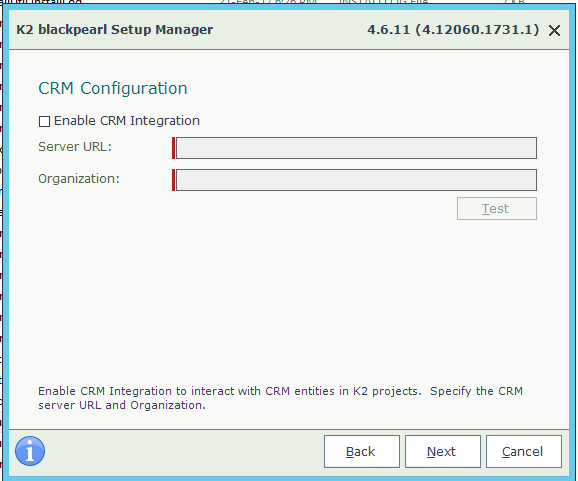 K2 blackpearl Setup Manager 4.6.11 (4.12060.1731.1)
CRM Configuration
Enable CRM Integration
Server URL:
Organization:
Test
Enable CRM Integration to interact with CRM entities in K2 projects. Specify the CRM
server URL and Organization.
Back Next Cancel